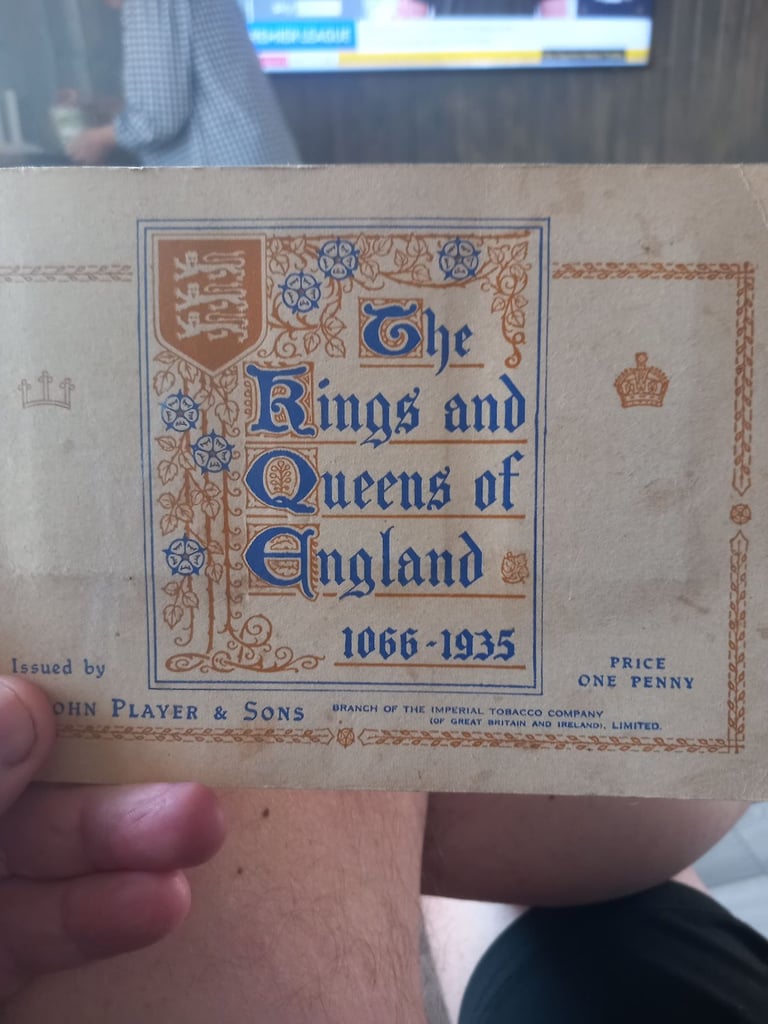 The
Kings and
Queens of
England
1066-1935
Issued by
PRICE
ONE PENNY
OHN PLAYER & SONS
BRANCH OF THE IMPERIAL TOBACCO COMPANY
(OF GREAT BRITAIN AND IRELAND), LIMITED.